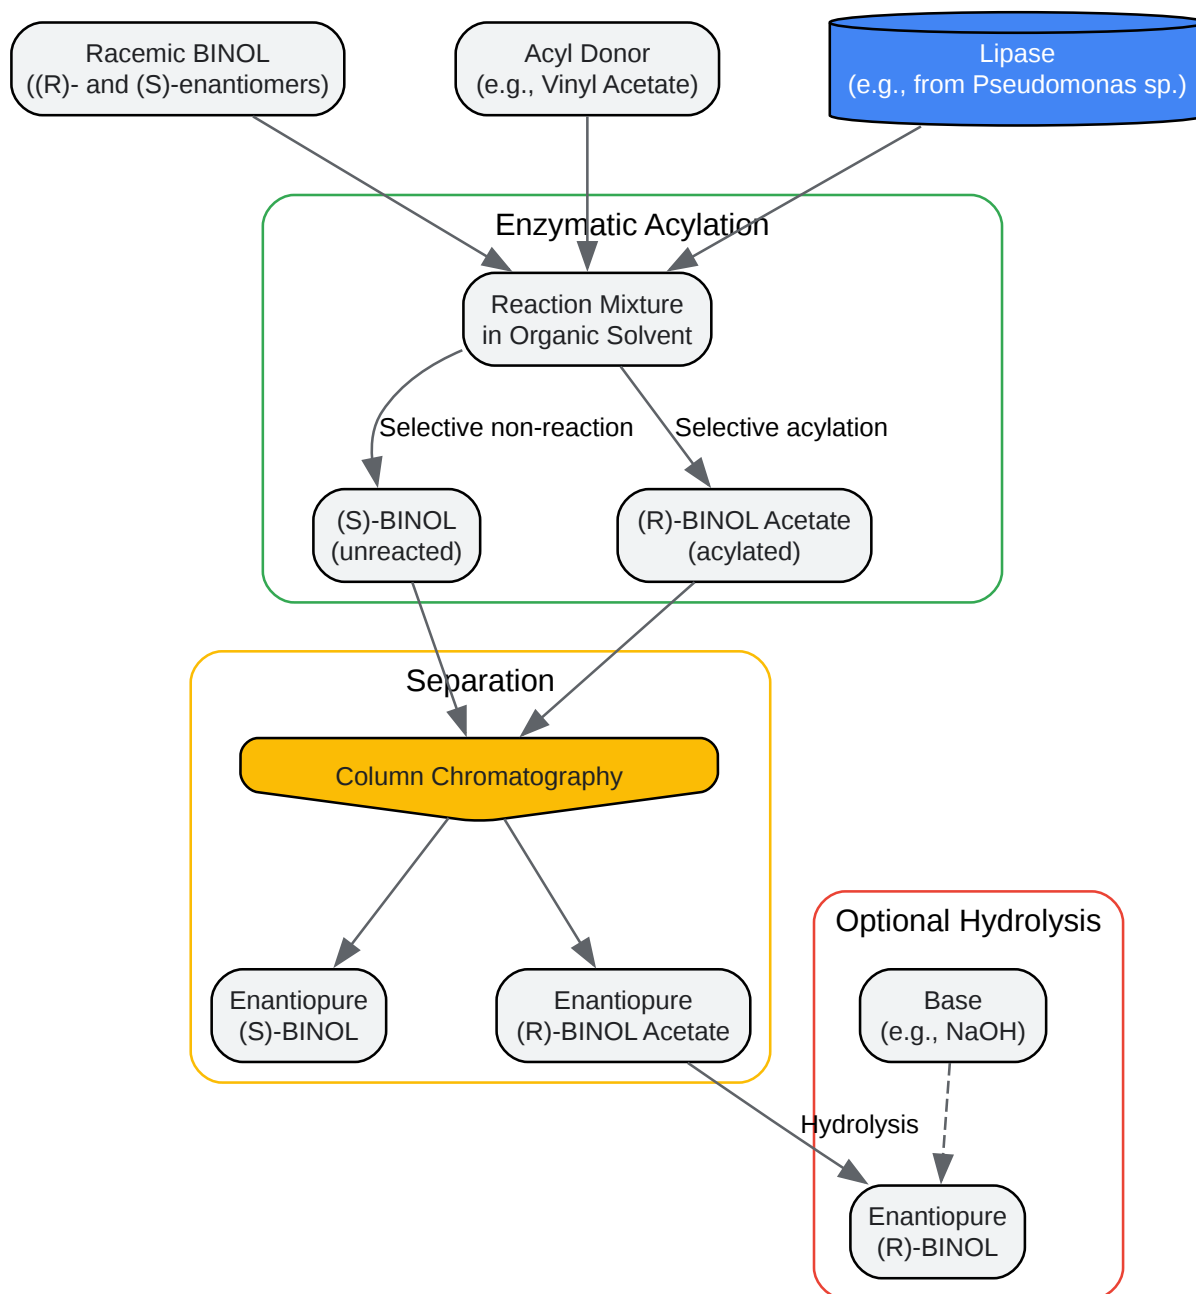 Racemic BINOL
((R)- and (S)-enantiomers)
Acyl Donor
(e.g., Vinyl Acetate)
Lipase
(e.g., from Pseudomonas sp.)
Enzymatic Acylation
Reaction Mixture
in Organic Solvent
Selective non-reaction
Selective acylation
(S)-BINOL
(unreacted)
(R)-BINOL Acetate
(acylated)
Separation
Column Chromatography
Enantiopure
(S)-BINOL
Enantiopure
(R)-BINOL Acetate
Optional Hydrolysis
Base
(e.g., NaOH)
Hydrolysis
Enantiopure
(R)-BINOL